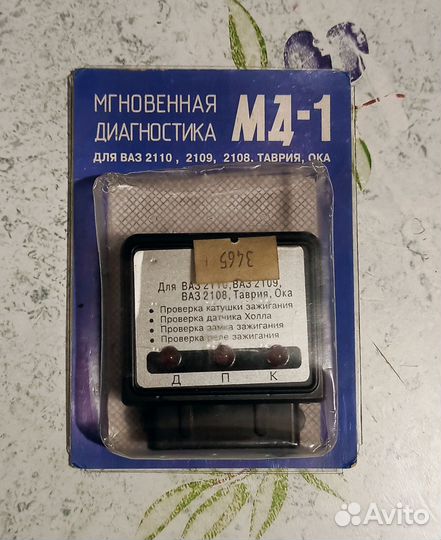 МГНОВЕННАЯ
ДИАГНОСТИКА МД-1
ДЛЯ ВАЗ 2110, 2109, 2108. ТАВРИЯ, ОКА
3465
Для ВАЗ 2110, ВАЗ 2109,
ВАЗ 2108, Таврия, Ока
• Проверка катушки зажигания
• Проверка датчика Холла
• Проверка замка зажигания
• Проверка реле зажигания
Д П К
Avito